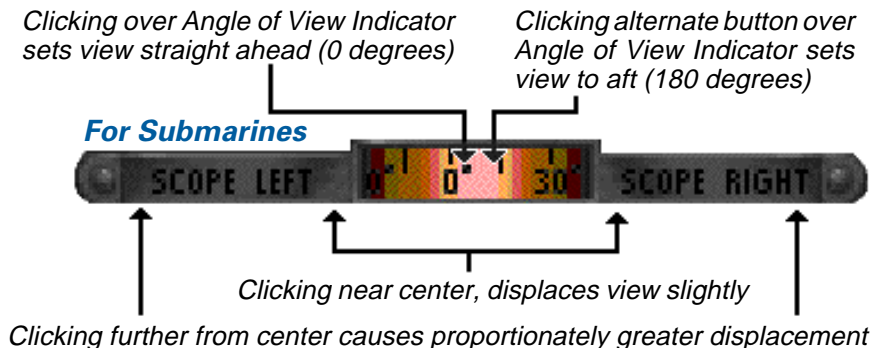 Clicking over Angle of View Indicator
sets view straight ahead (0 degrees)
Clicking alternate button over
Angle of View Indicator sets
view to aft (180 degrees)
For Submarines
SCOPE LEFT
0° 0° 30°
SCOPE RIGHT
Clicking near center, displaces view slightly
Clicking further from center causes proportionately greater displacement